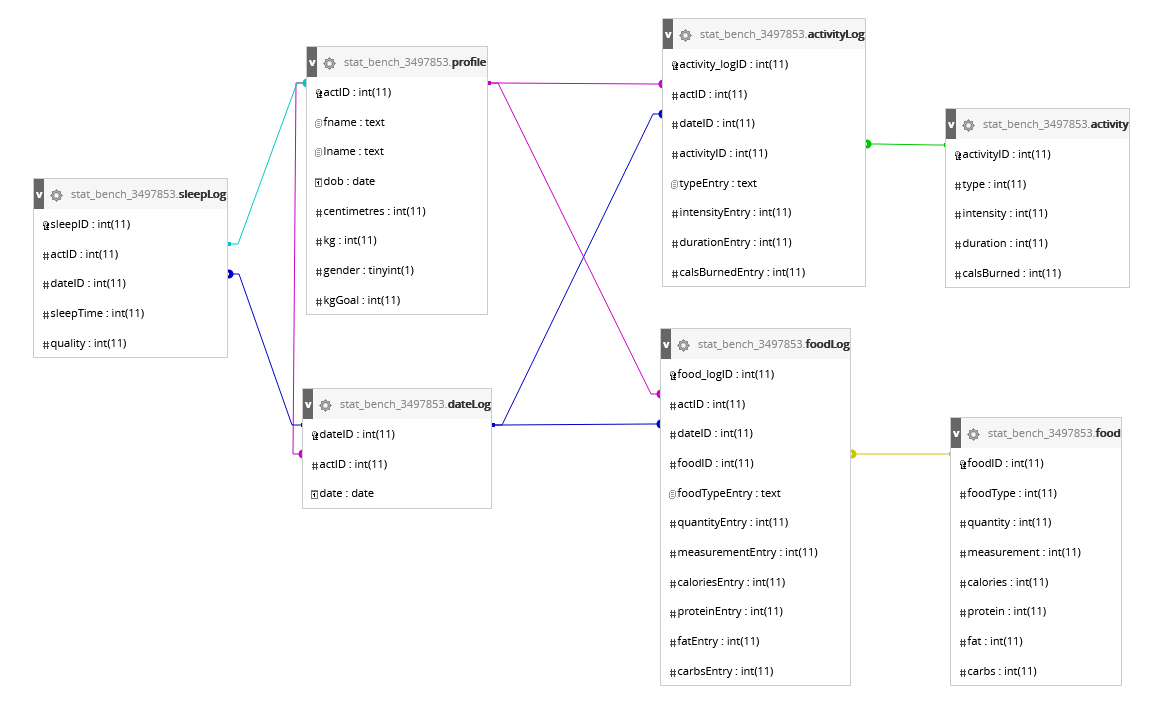 v stat_bench_3497853.sleepLog
sleepID : int(11)
#actID : int(11)
#dateID : int(11)
#sleepTime : int(11)
#quality : int(11)
v stat_bench_3497853.profile
actID : int(11)
fname : text
lname : text
dob : date
#centimetres : int(11)
#kg : int(11)
#gender : tinyint(1)
#kgGoal : int(11)
v stat_bench_3497853.dateLog
dateID : int(11)
#actID : int(11)
date : date
v stat_bench_3497853.activityLog
activity_logID : int(11)
#actID : int(11)
#dateID : int(11)
#activityID : int(11)
typeEntry : text
#intensityEntry : int(11)
#durationEntry : int(11)
#calsBurnedEntry : int(11)
v stat_bench_3497853.foodLog
food_logID : int(11)
#actID : int(11)
#dateID : int(11)
#foodID : int(11)
foodTypeEntry : text
#quantityEntry : int(11)
#measurementEntry : int(11)
#caloriesEntry : int(11)
#proteinEntry : int(11)
#fatEntry : int(11)
#carbsEntry : int(11)
v stat_bench_3497853.activity
activityID : int(11)
#type : int(11)
#intensity : int(11)
#duration : int(11)
#calsBurned : int(11)
v stat_bench_3497853.food
foodID : int(11)
#foodType : int(11)
#quantity : int(11)
#measurement : int(11)
#calories : int(11)
#protein : int(11)
#fat : int(11)
#carbs : int(11)